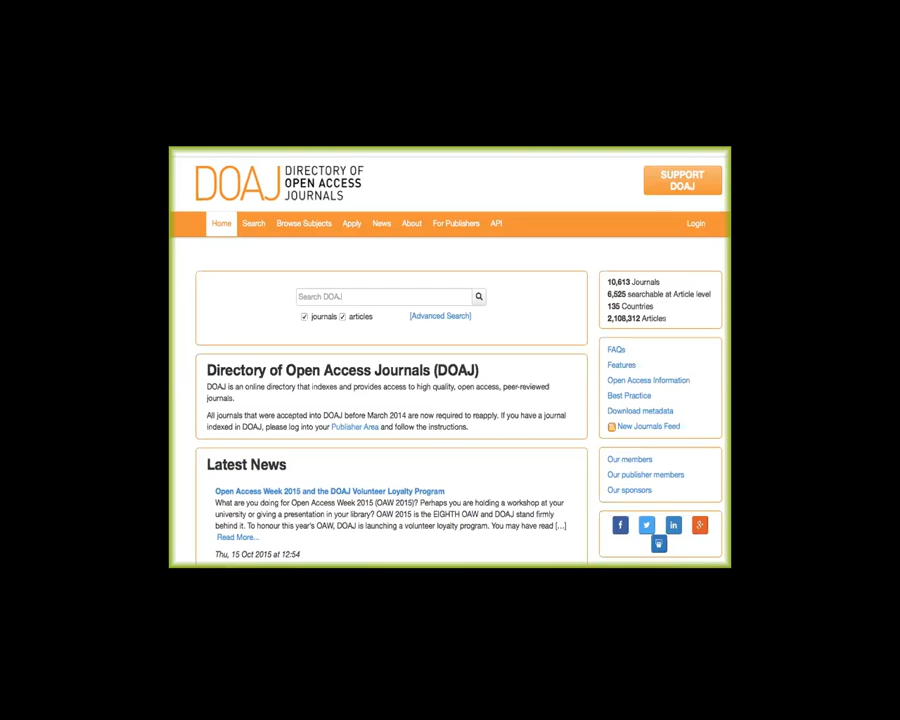 DOAJ DIRECTORY OF
OPEN ACCESS
JOURNALS
SUPPORT
DOAJ
Home Search Browse Subjects Apply News About For Publishers API Login
Search DOAJ
journals articles [Advanced Search]
Directory of Open Access Journals (DOAJ)
DOAJ is an online directory that indexes and provides access to high quality, open access, peer-reviewed
journals.
All journals that were accepted into DOAJ before March 2014 are now required to reapply. If you have a journal
indexed in DOAJ, please log into your Publisher Area and follow the instructions.
Latest News
Open Access Week 2015 and the DOAJ Volunteer Loyalty Program
What are you doing for Open Access Week 2015 (OAW 2015)? Perhaps you are holding a workshop at your
university or giving a presentation in your library? OAW 2015 is the EIGHTH OAW and DOAJ stand firmly
behind it. To honour this year's OAW, DOAJ is launching a volunteer loyalty program. You may have read [...]
Read More...
Thu, 15 Oct 2015 at 12:54
10,613 Journals
6,525 searchable at Article level
135 Countries
2,108,312 Articles
FAQs
Features
Open Access Information
Best Practice
Download metadata
New Journals Feed
Our members
Our publisher members
Our sponsors